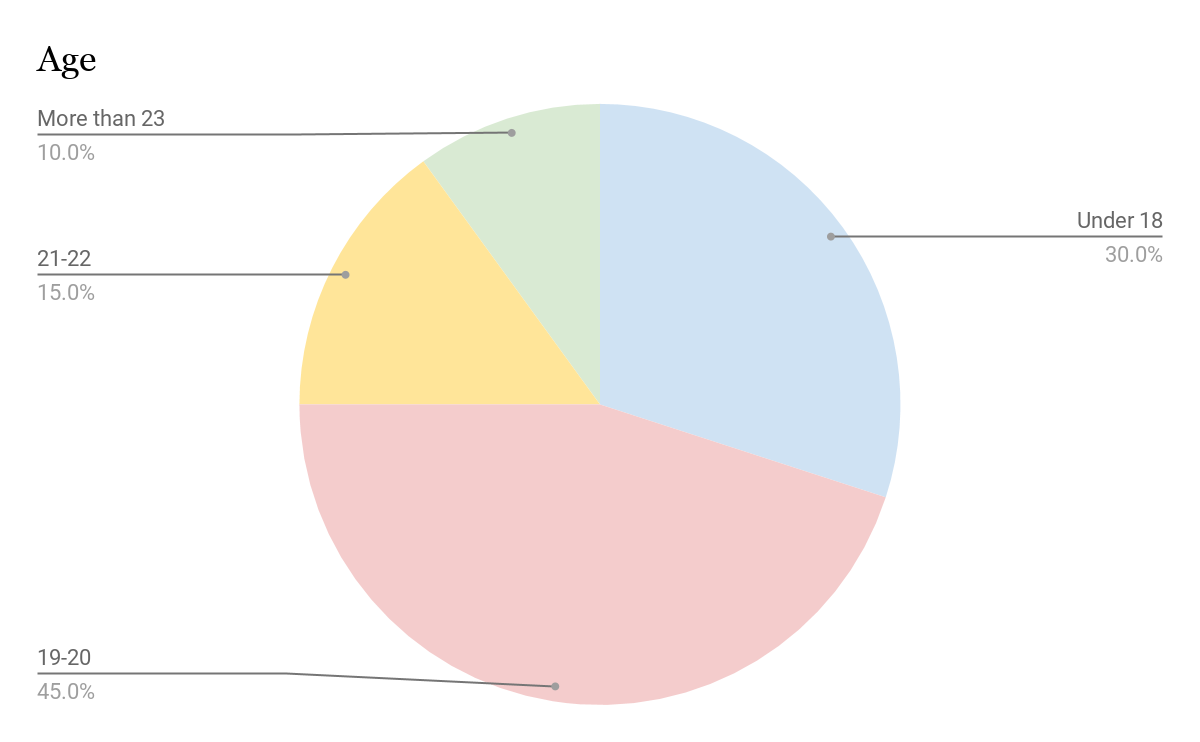 Age
More than 23
10.0%
Under 18
30.0%
21-22
15.0%
19-20
45.0%